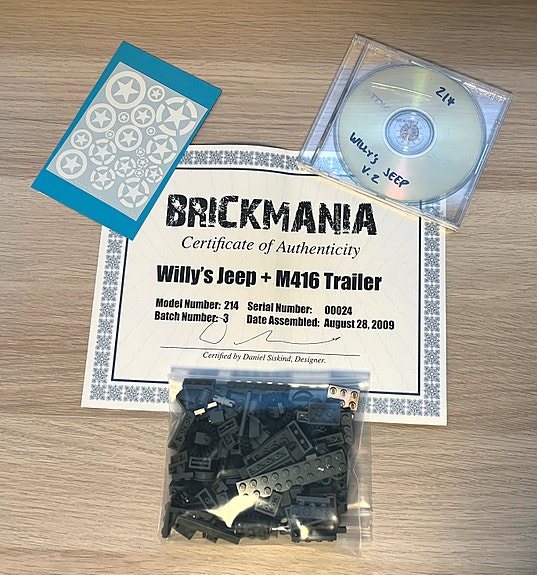 214
TDK
WILLY'S JEEP
V. 2
BRICKMANIA
Certificate of Authenticity
Willy's Jeep + M416 Trailer
Model Number: 214 Serial Number: 00024
Batch Number: 3 Date Assembled: August 28, 2009
Certified by Daniel Siskind, Designer.